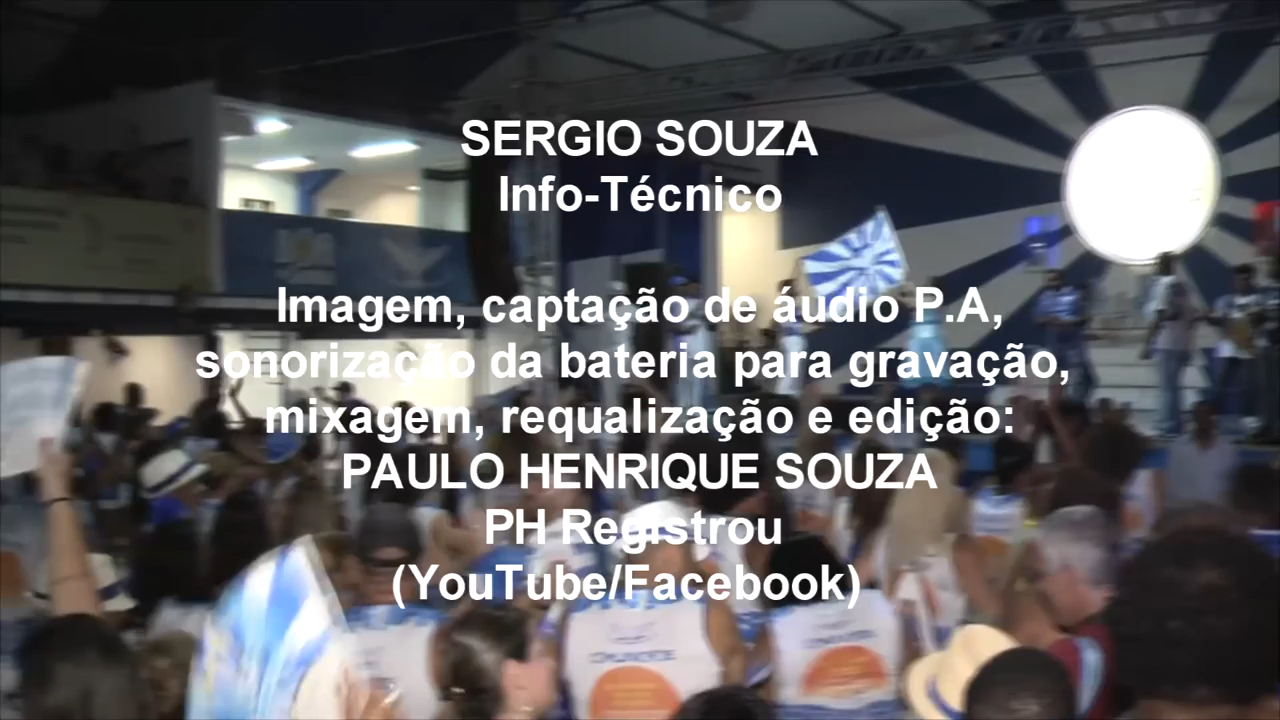 SERGIO SOUZA
Info-Técnico
Imagem, captação de áudio P.A,
sonorização da bateria para gravação,
mixagem, requalização e edição:
PAULO HENRIQUE SOUZA
PH Registrou
(YouTube/Facebook)